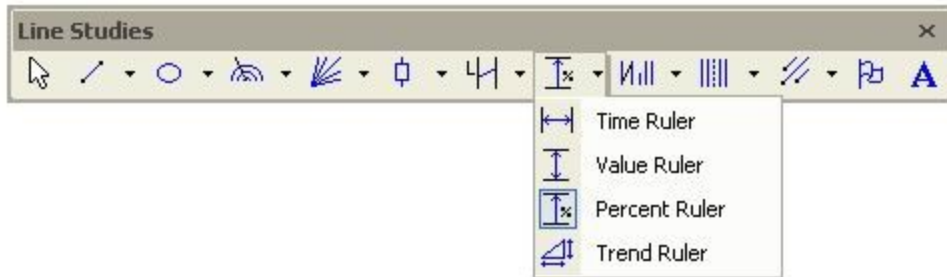 Line Studies
A
Time Ruler
Value Ruler
Percent Ruler
Trend Ruler